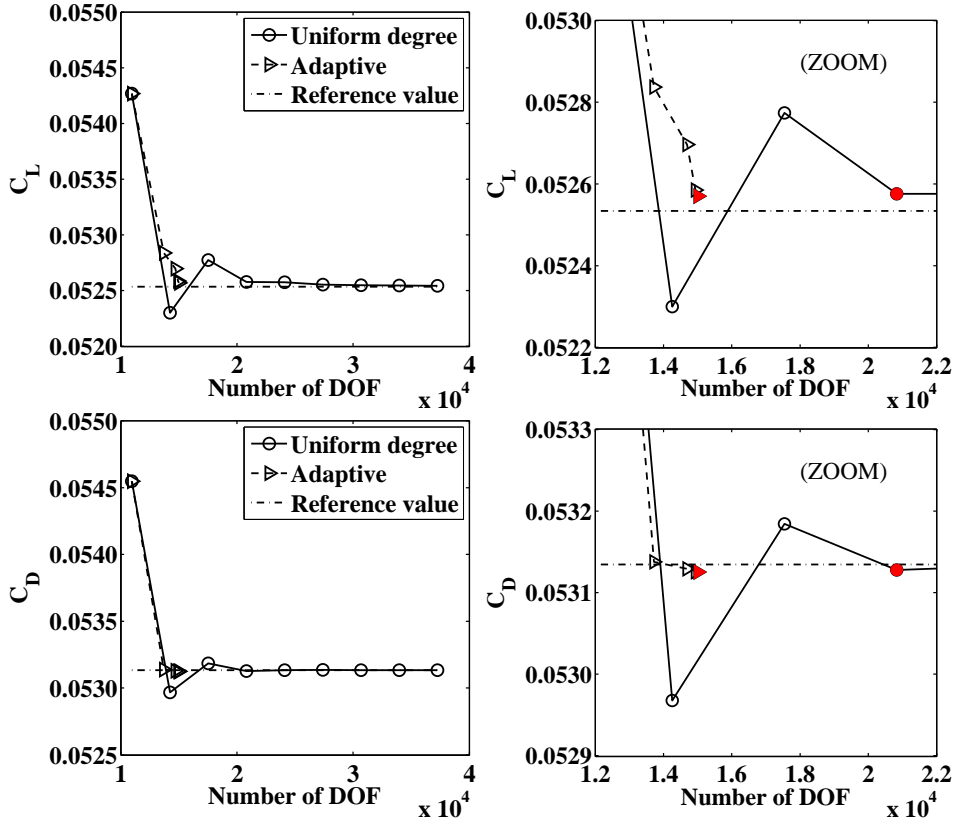 0.0550
0.0545
0.0540
0.0535
0.0530
0.0525
0.0520
C_L
Uniform degree
Adaptive
Reference value
1
2
3
4
Number of DOF
x 10^4
0.0530
0.0528
0.0526
0.0524
0.0522
C_L
(ZOOM)
1.2
1.4
1.6
1.8
2
2.2
Number of DOF
x 10^4
0.0550
0.0545
0.0540
0.0535
0.0530
0.0525
C_D
Uniform degree
Adaptive
Reference value
1
2
3
4
Number of DOF
x 10^4
0.0533
0.0532
0.0531
0.0530
0.0529
C_D
(ZOOM)
1.2
1.4
1.6
1.8
2
2.2
Number of DOF
x 10^4